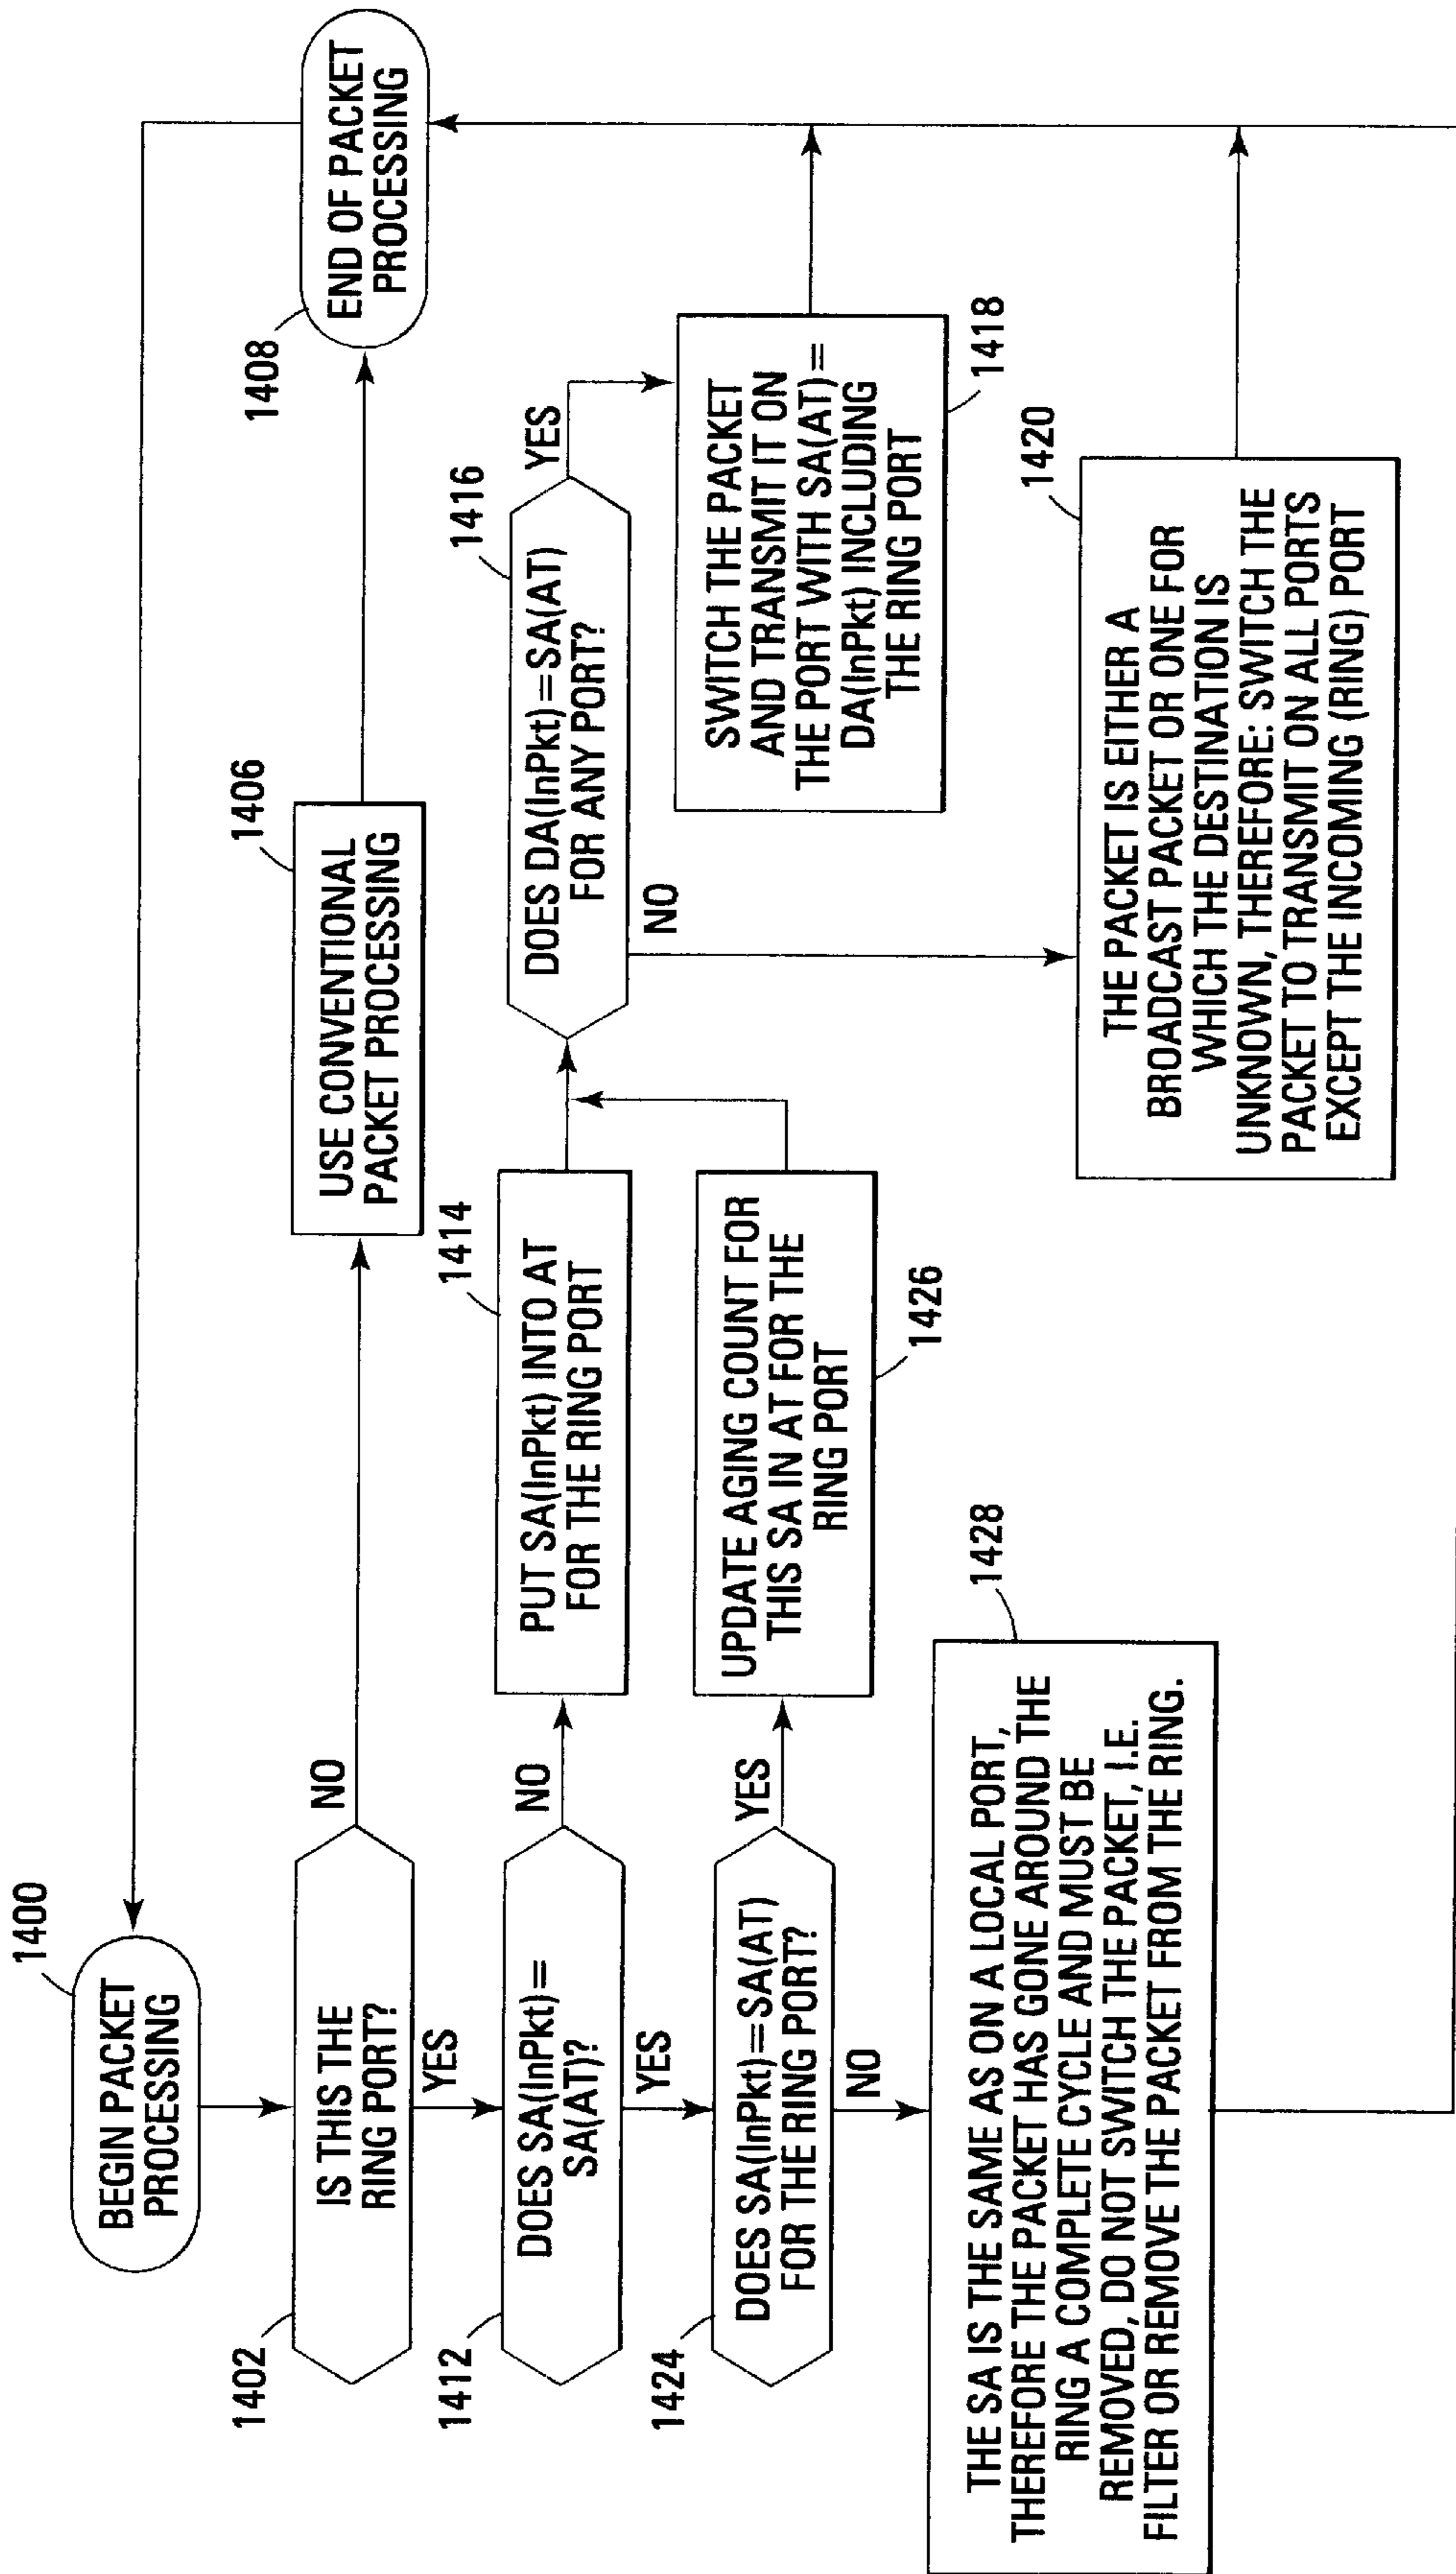 1400
BEGIN PACKET
PROCESSING
1402
IS THIS THE
RING PORT?
NO
YES
1406
USE CONVENTIONAL
PACKET PROCESSING
1408
END OF PACKET
PROCESSING
1412
DOES SA(InPkt)=
SA(AT)?
NO
YES
1414
PUT SA(InPkt) INTO AT
FOR THE RING PORT
1416
DOES DA(InPkt)=SA(AT)
FOR ANY PORT?
YES
NO
SWITCH THE PACKET
AND TRANSMIT IT ON
THE PORT WITH SA(AT)=
DA(InPkt) INCLUDING
THE RING PORT
1418
1424
DOES SA(InPkt)=SA(AT)
FOR THE RING PORT?
YES
NO
UPDATE AGING COUNT FOR
THIS SA IN AT FOR THE
RING PORT
1426
1420
THE PACKET IS EITHER A
BROADCAST PACKET OR ONE FOR
WHICH THE DESTINATION IS
UNKNOWN, THEREFORE: SWITCH THE
PACKET TO TRANSMIT ON ALL PORTS
EXCEPT THE INCOMING (RING) PORT
1428
THE SA IS THE SAME AS ON A LOCAL PORT,
THEREFORE THE PACKET HAS GONE AROUND THE
RING A COMPLETE CYCLE AND MUST BE
REMOVED, DO NOT SWITCH THE PACKET, I.E.
FILTER OR REMOVE THE PACKET FROM THE RING.